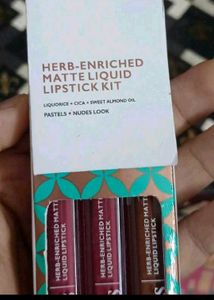 HERB-ENRICHED
MATTE LIQUID
LIPSTICK KIT
LIQUORICE + CICA + SWEET ALMOND OIL
PASTELS + NUDES LOOK
HERB-ENRICHED MATTE
LIQUID LIPSTICK
HERB-ENRICHED MATTE
LIQUID LIPSTICK
S
HERB-ENRICHED MATT
LIQUID LIPSTICK
S